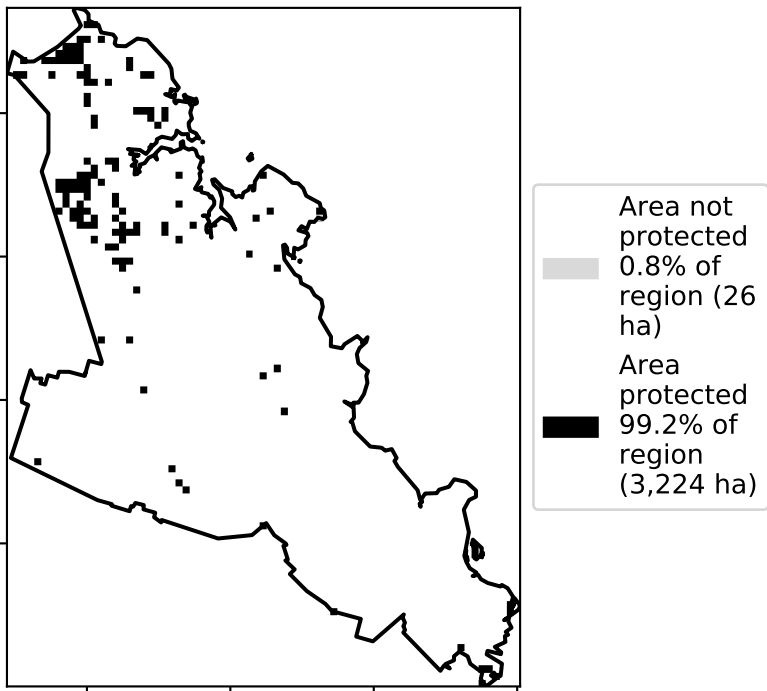 Area not
protected
0.8% of
region (26
ha)
Area
protected
99.2% of
region
(3,224 ha)